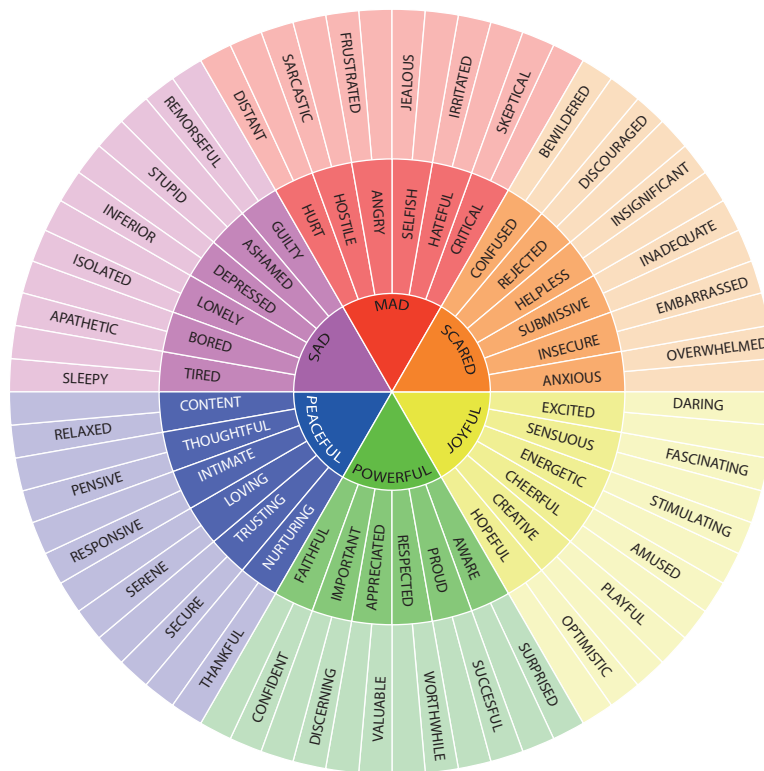 MAD
SCARED
JOYFUL
POWERFUL
PEACEFUL
SAD
HURT
HOSTILE
ANGRY
SELFISH
HATEFUL
CRITICAL
CONFUSED
REJECTED
HELPLESS
SUBMISSIVE
INSECURE
ANXIOUS
EXCITED
SENSUOUS
ENERGETIC
CHEERFUL
CREATIVE
HOPEFUL
AWARE
PROUD
RESPECTED
APPRECIATED
IMPORTANT
FAITHFUL
NURTURING
TRUSTING
LOVING
INTIMATE
THOUGHTFUL
CONTENT
TIRED
BORED
LONELY
DEPRESSED
ASHAMED
GUILTY
DISTANT
SARCASTIC
FRUSTRATED
JEALOUS
IRRITATED
SKEPTICAL
BEWILDERED
DISCOURAGED
INSIGNIFICANT
INADEQUATE
EMBARRASSED
OVERWHELMED
DARING
FASCINATING
STIMULATING
AMUSED
PLAYFUL
OPTIMISTIC
SURPRISED
SUCCESFUL
WORTHWHILE
VALUABLE
DISCERNING
CONFIDENT
THANKFUL
SECURE
SERENE
RESPONSIVE
PENSIVE
RELAXED
SLEEPY
APATHETIC
ISOLATED
INFERIOR
STUPID
REMORSEFUL